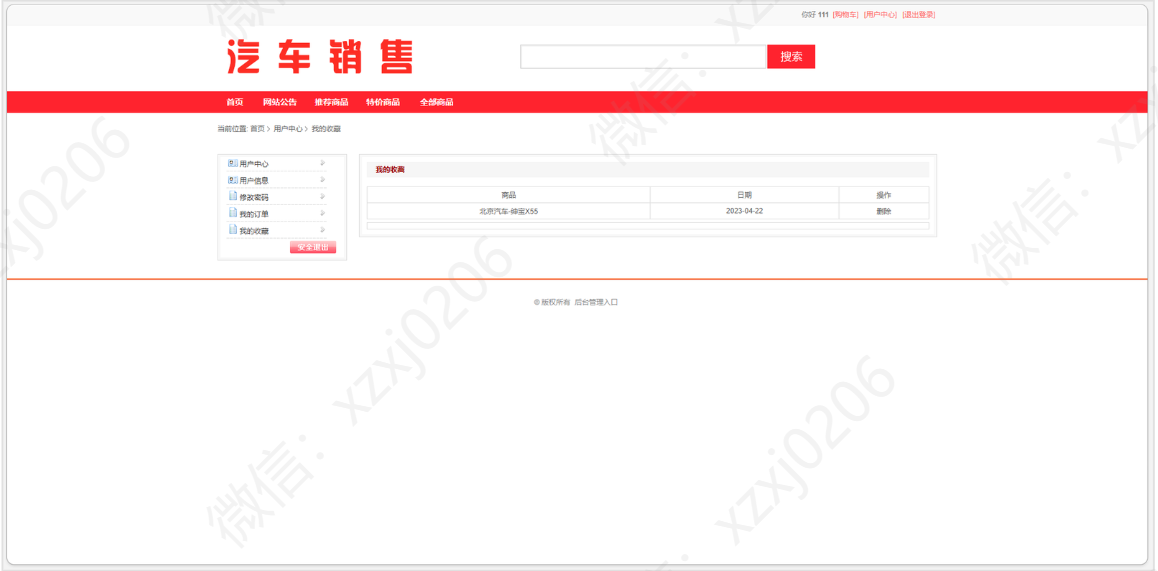 你好 111 [购物车] [用户中心] [退出登录]
汽车销售
搜索
首页 网站公告 推荐商品 特价商品 全部商品
当前位置: 首页 > 用户中心 > 我的收藏
用户中心
用户信息
修改密码
我的订单
我的收藏
安全退出
我的收藏
商品 日期 操作
北京汽车-绅宝X55 2023-04-22 删除
© 版权所有 后台管理入口
微信: xzxj0206
微信: xzxj0206
微信: xzxj0206